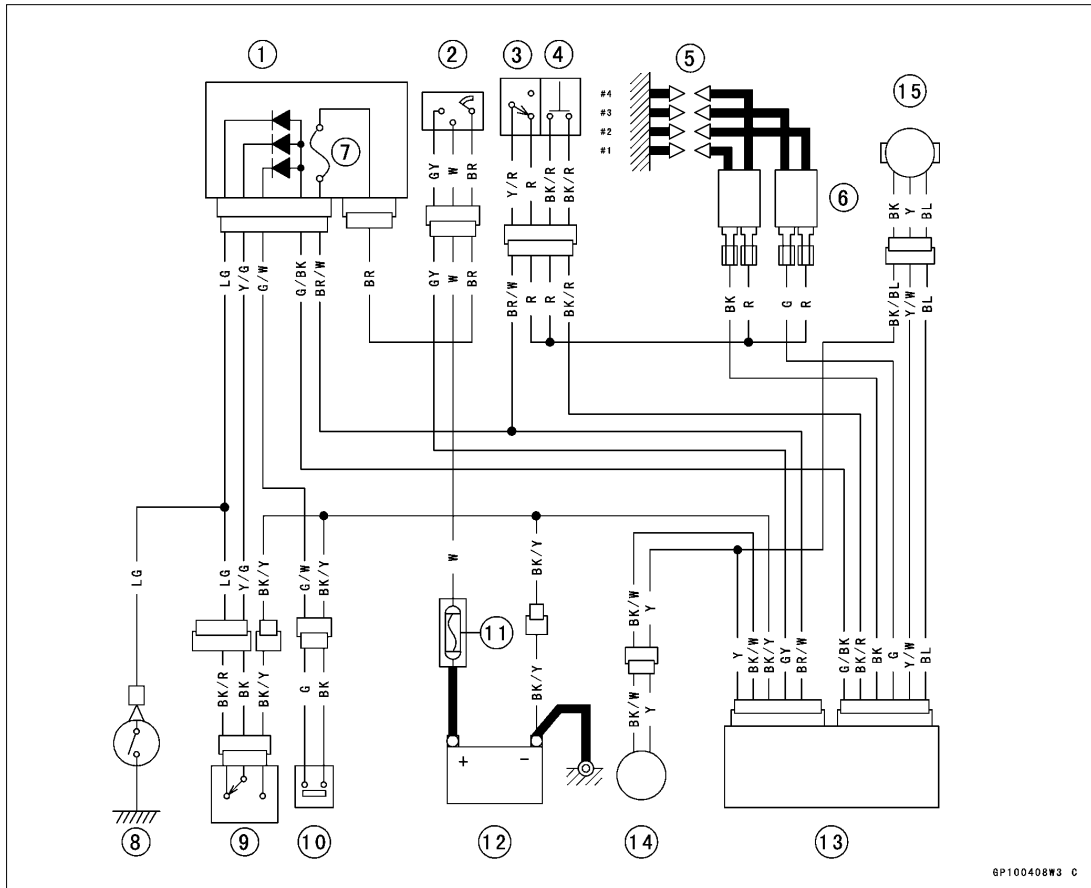 1 2 3 4 5 15
#4
#3
#2
#1
7
6
GY W BR
Y/R R BK/R BK/R
BK Y BL
LG Y/G G/W G/BK BR/W BR
GY W BR
BR/W R R BK/R
BK R G R
BK/BL Y/W BL
LG
LG Y/G BK/Y
G/W BK/Y
W
BK/Y
BK/W Y
Y BK/W BK/Y GY BR/W
G/BK BK/R BK G Y/W BL
11
BK/R BK BK/Y
G BK
BK/Y
BK/W Y
+ −
8 9 10 12 14 13
GP100408W3 C